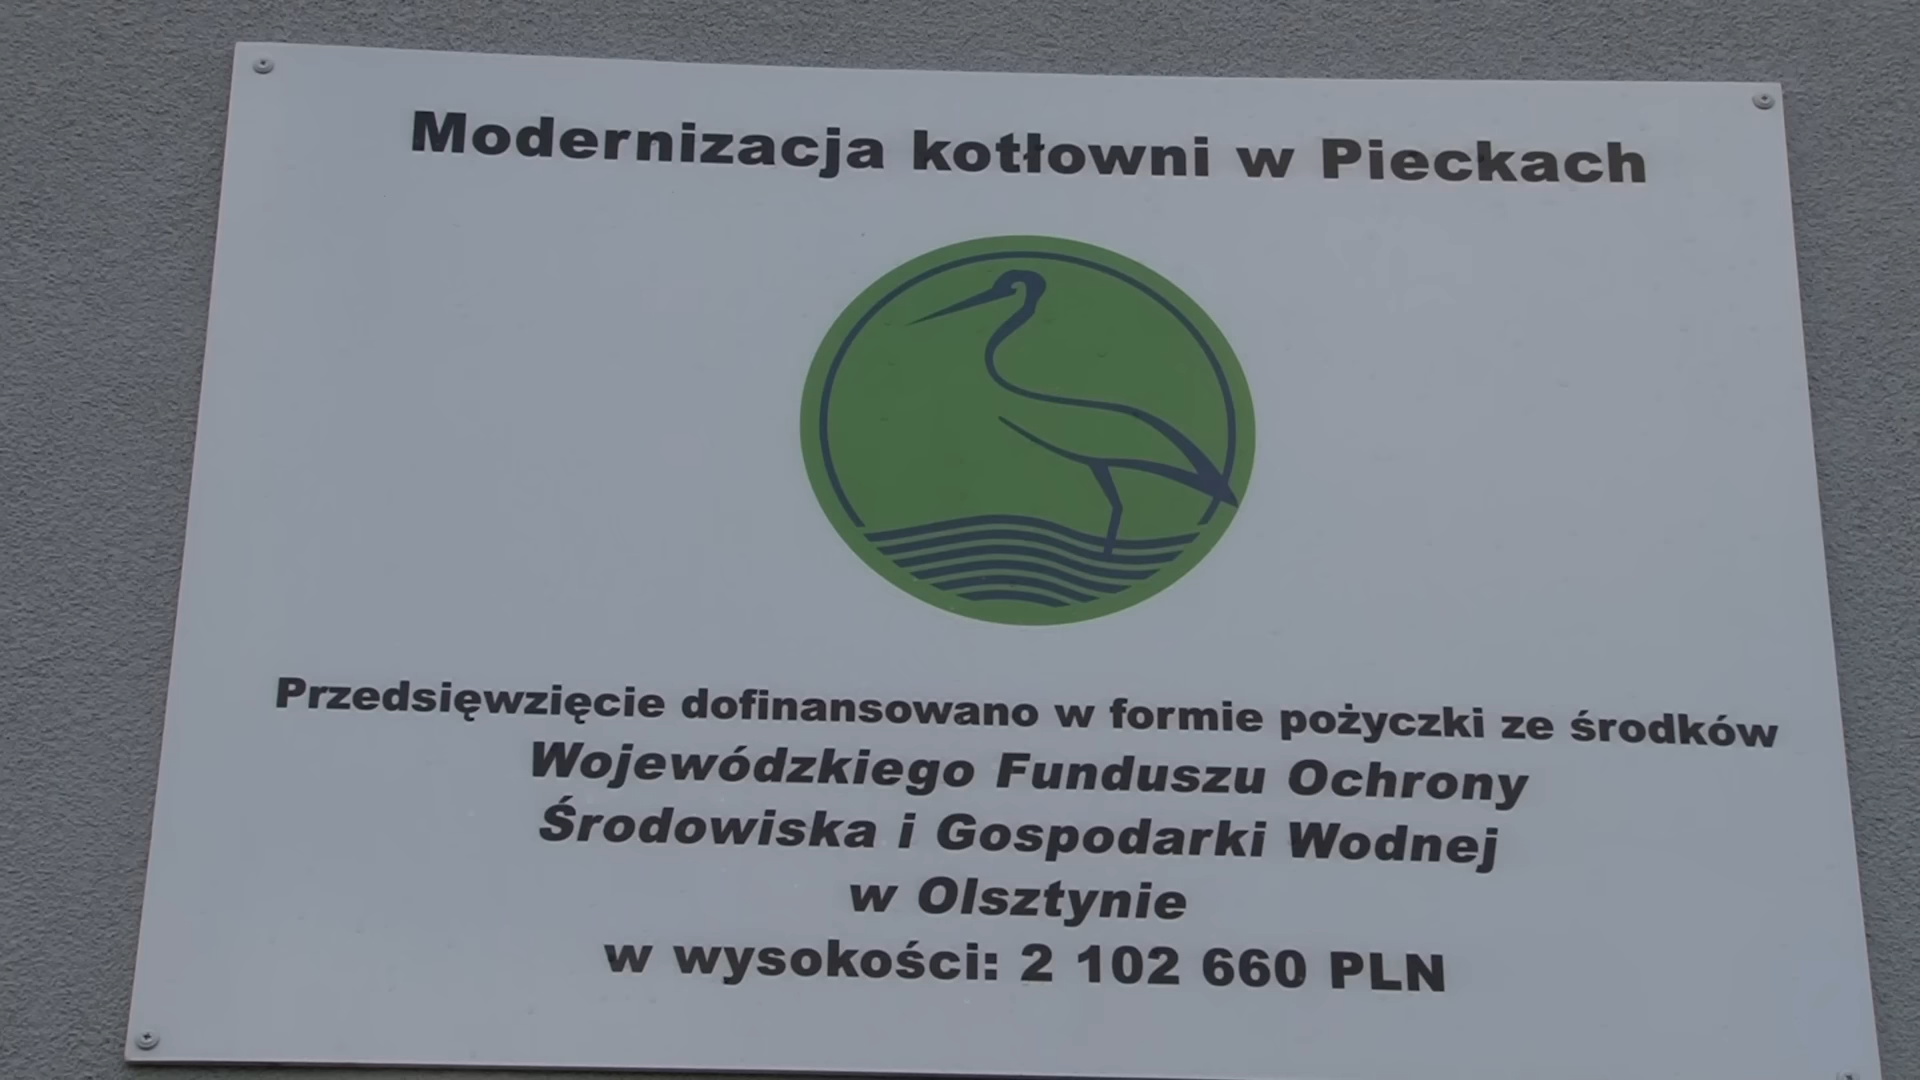 Modernizacja kotłowni w Pieckach
Przedsięwzięcie dofinansowano w formie pożyczki ze środków
Wojewódzkiego Funduszu Ochrony
Środowiska i Gospodarki Wodnej
w Olsztynie
w wysokości: 2 102 660 PLN